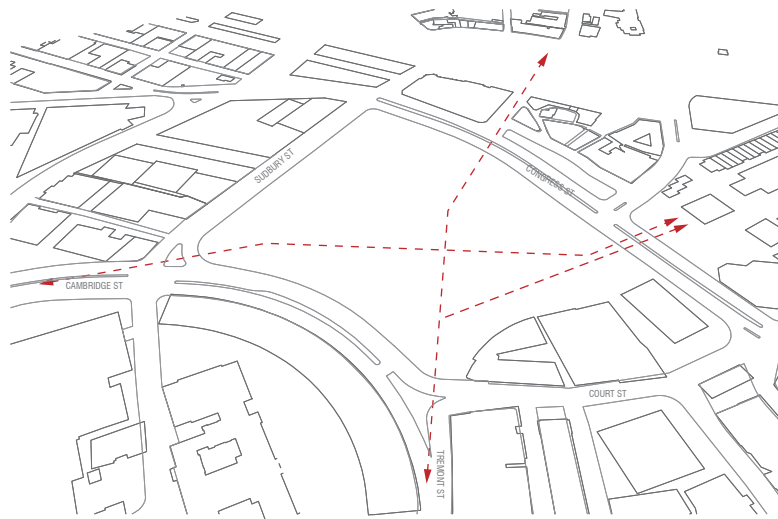 SUDBURY ST
CONGRESS ST
CAMBRIDGE ST
COURT ST
TREMONT ST